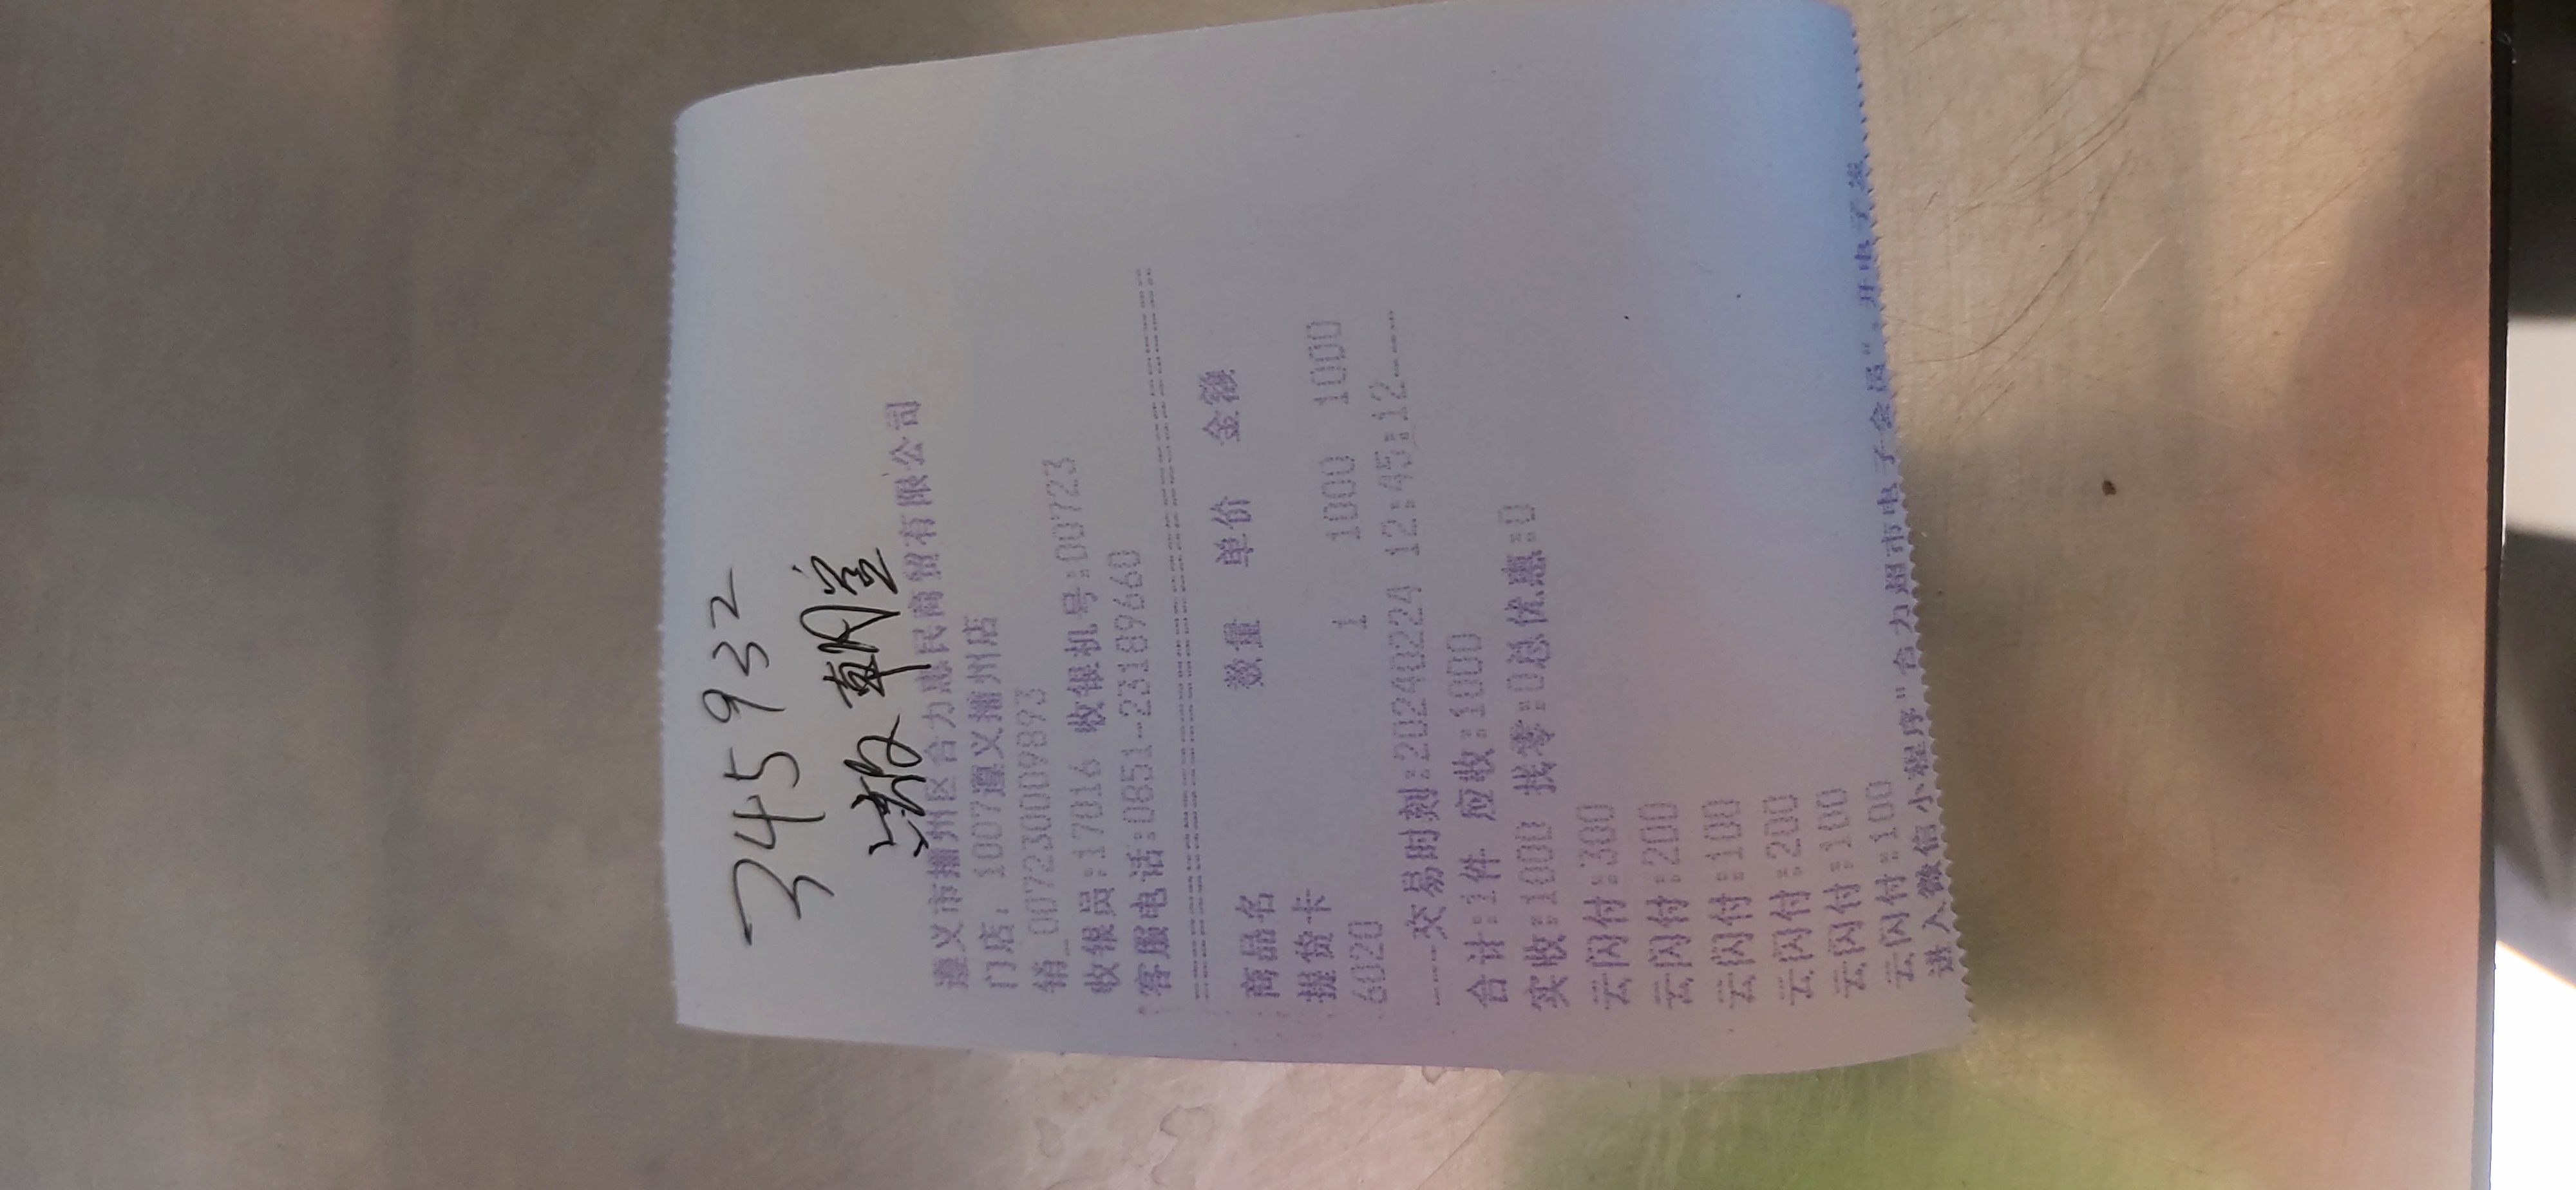 345932
遵义市播州区合力惠民商贸有限公司
门店: 1007遵义播州店
销_007230009893
收银员:17016 收银机号:00723
客服电话:0851-23189660
商品名 数量 单价 金额
提货卡
6020 1 1000 1000
----交易时刻:20240224 12:45:12----
合计:1件 应收:1000
实收:1000 找零:0总优惠:0
云闪付:300
云闪付:200
云闪付:100
云闪付:200
云闪付:100
云闪付:100
进入微信小程序"合力超市电子会员",开电子发